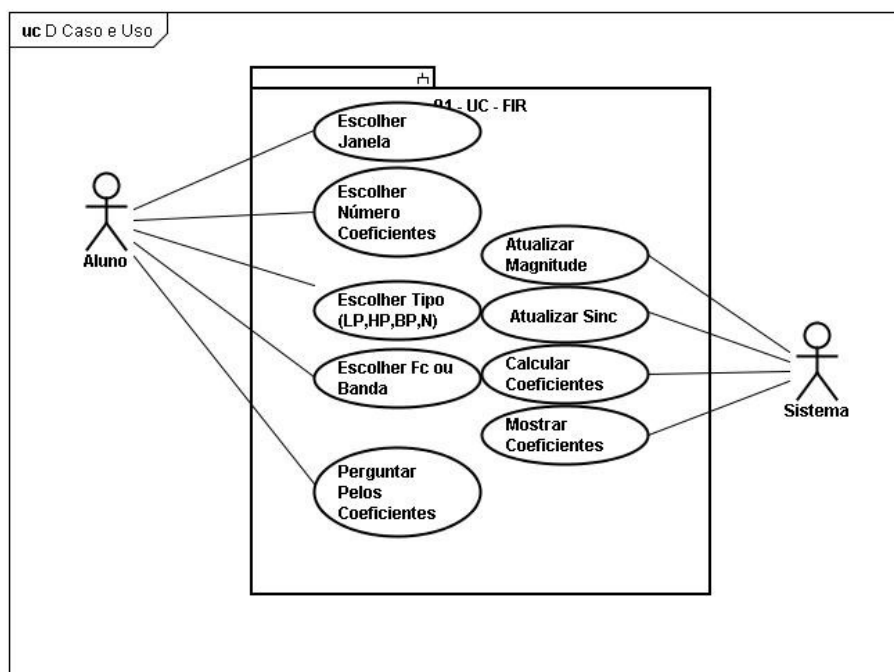 uc D Caso e Uso
01 - UC - FIR
Escolher
Janela
Escolher
Número
Coeficientes
Aluno
Atualizar
Magnitude
Escolher Tipo
(LP,HP,BP,N)
Atualizar Sinc
Escolher Fc ou
Banda
Calcular
Coeficientes
Sistema
Mostrar
Coeficientes
Perguntar
Pelos
Coeficientes